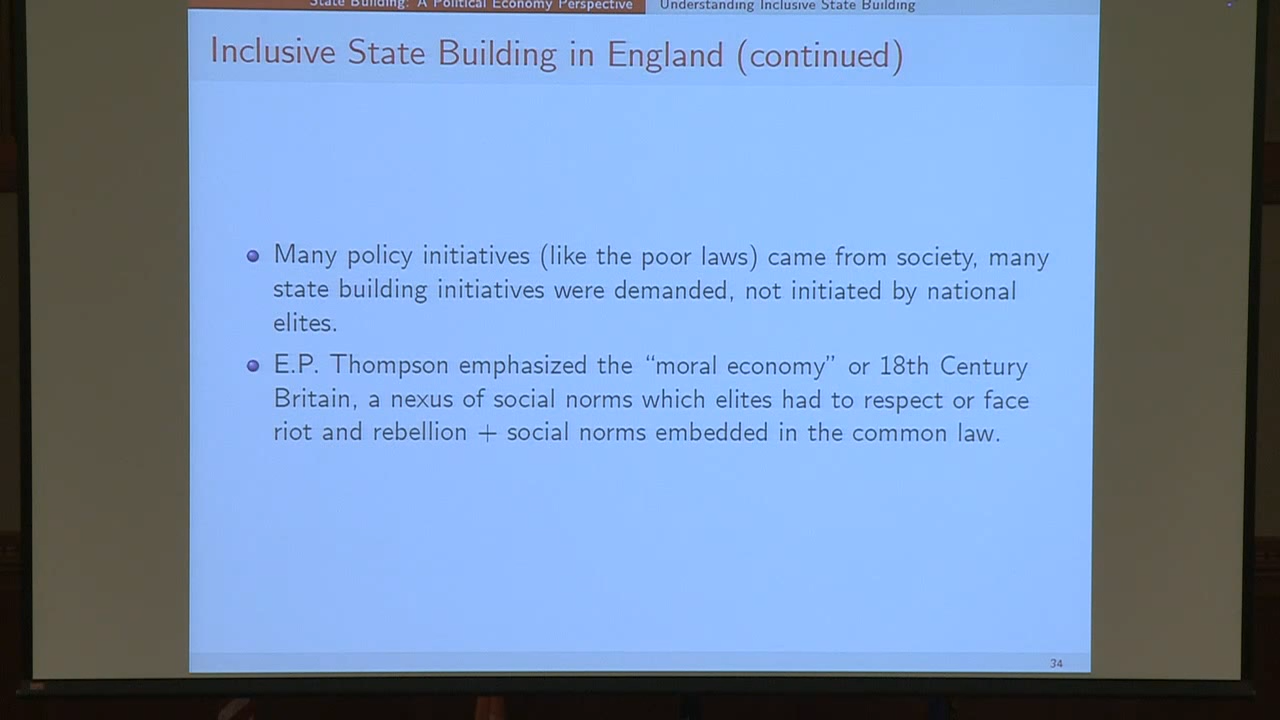 State Building: A Political Economy Perspective Understanding Inclusive State Building
Inclusive State Building in England (continued)
Many policy initiatives (like the poor laws) came from society, many
state building initiatives were demanded, not initiated by national
elites.
E.P. Thompson emphasized the “moral economy” or 18th Century
Britain, a nexus of social norms which elites had to respect or face
riot and rebellion + social norms embedded in the common law.
34